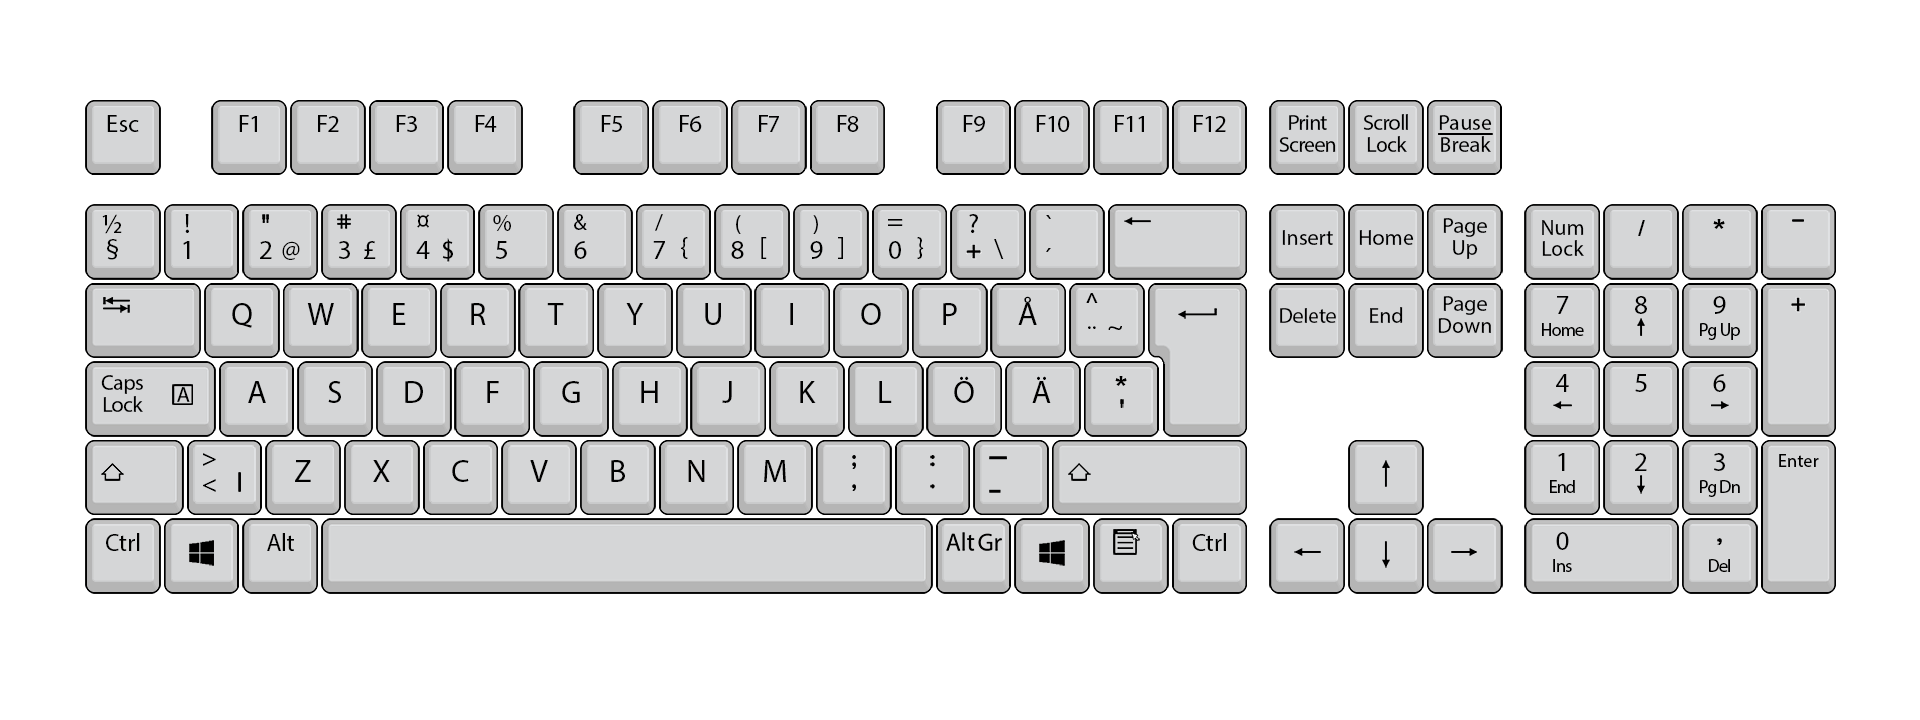 Esc F1 F2 F3 F4 F5 F6 F7 F8 F9 F10 F11 F12 Print Scroll Pause
Screen Lock Break
½ ! " # ¤ % & / ( ) = ? ` ←
§ 1 2 @ 3 £ 4 $ 5 6 7 { 8 [ 9 ] 0 } + \ ´
Insert Home Page Up
Num Lock / * -
Q W E R T Y U I O P Å ^
¨ ~
Delete End Page Down
7 8 9 +
Home ↑ Pg Up
Caps Lock A A S D F G H J K L Ö Ä *
'
4 5 6
← →
> Z X C V B N M ; : _
< | , . -
↑
1 2 3 Enter
End ↓ Pg Dn
Ctrl Alt Alt Gr Ctrl
← ↓ →
0 ,
Ins Del